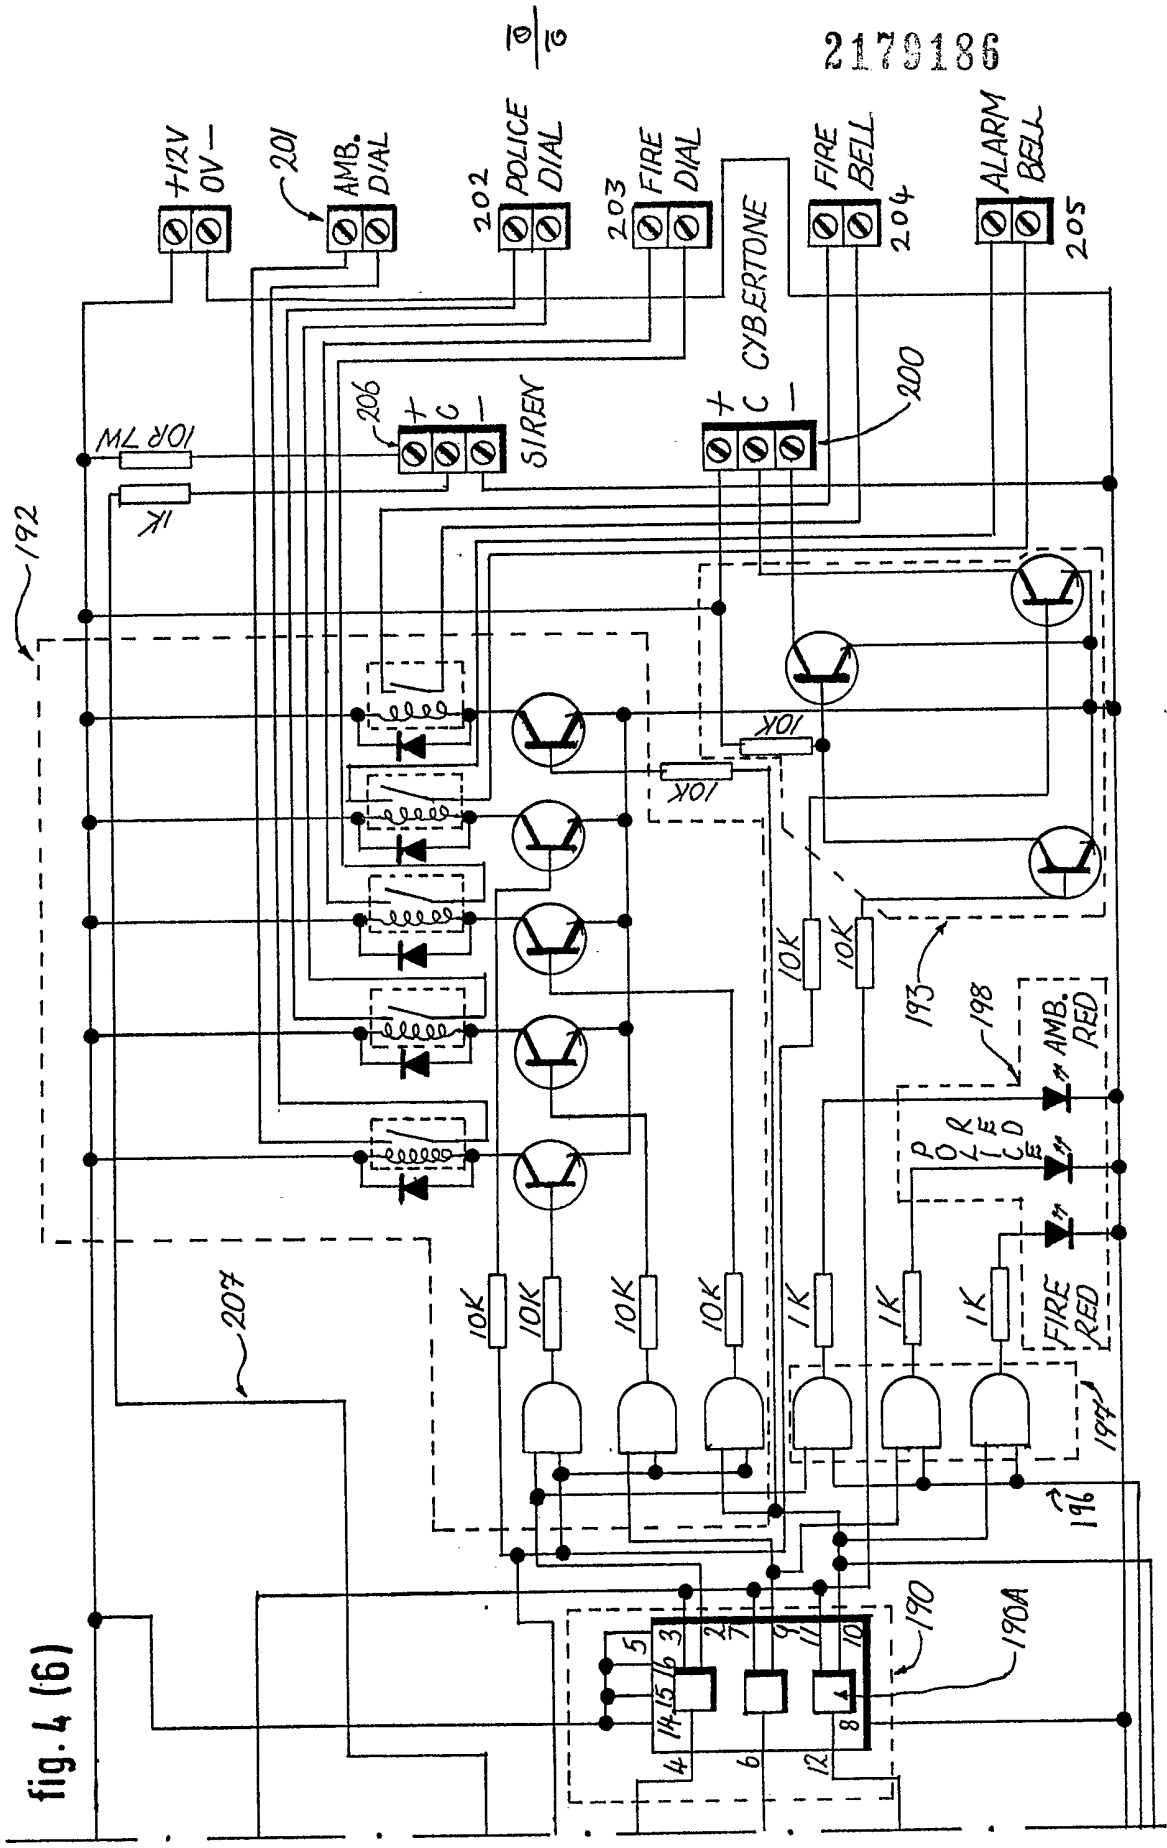 fig. 4 (6)
10/10
2179186
+12V
0V -
201
AMB.
DIAL
202
POLICE
DIAL
203
FIRE
DIAL
CYBERTONE
FIRE
BELL
204
ALARM
BELL
205
10R 7W
1K
206
+
C
-
SIREN
+
C
-
200
192
10K
10K
10K
10K
193
198
AMB.
RED
POLICE
RED
FIRE
RED
207
10K
10K
10K
10K
1K
1K
1K
197
196
190
190A
5
3
2
7
9
11
10
16
15
14
8
4
6
12